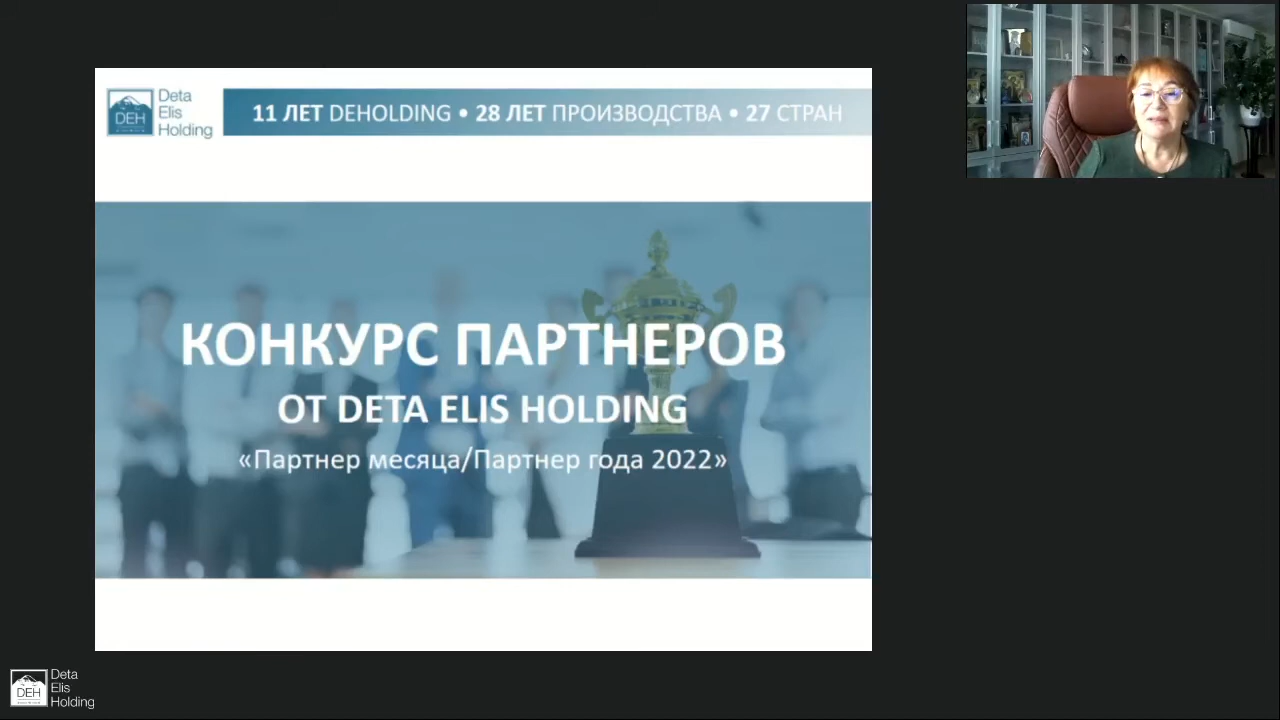 Deta
Elis
Holding
DEH
11 ЛЕТ DEHOLDING • 28 ЛЕТ ПРОИЗВОДСТВА • 27 СТРАН
КОНКУРС ПАРТНЕРОВ
ОТ DETA ELIS HOLDING
«Партнер месяца/Партнер года 2022»
DEH
Deta
Elis
Holding